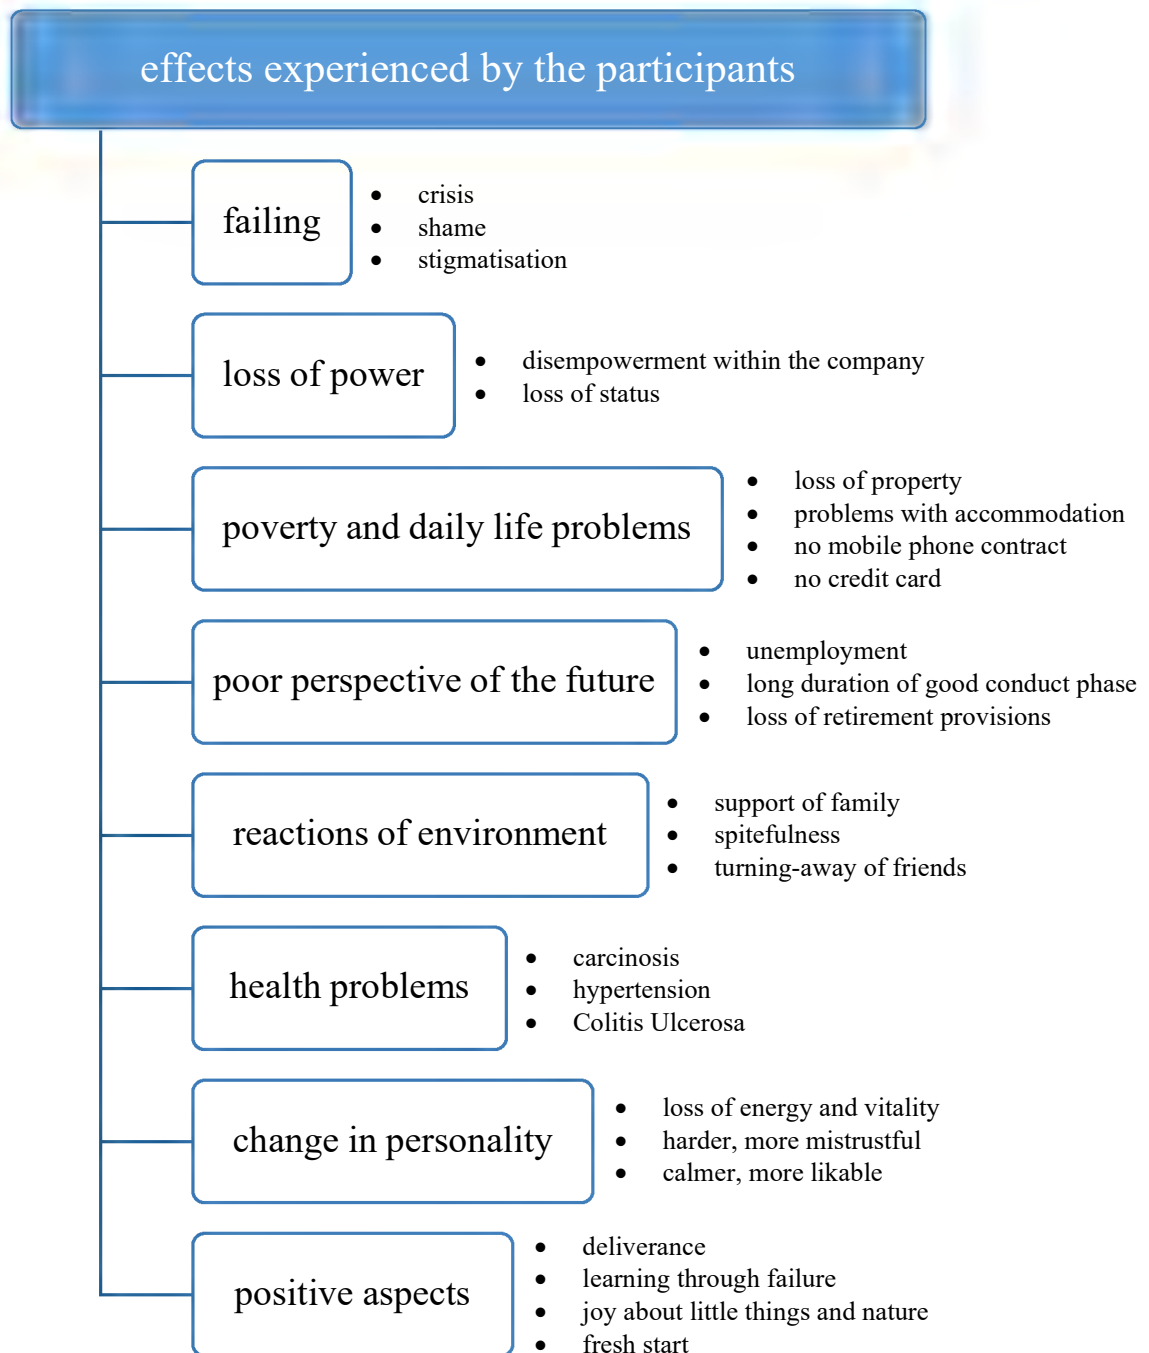 effects experienced by the participants
failing
• crisis
• shame
• stigmatisation
loss of power
• disempowerment within the company
• loss of status
poverty and daily life problems
• loss of property
• problems with accommodation
• no mobile phone contract
• no credit card
poor perspective of the future
• unemployment
• long duration of good conduct phase
• loss of retirement provisions
reactions of environment
• support of family
• spitefulness
• turning-away of friends
health problems
• carcinosis
• hypertension
• Colitis Ulcerosa
change in personality
• loss of energy and vitality
• harder, more mistrustful
• calmer, more likable
positive aspects
• deliverance
• learning through failure
• joy about little things and nature
• fresh start